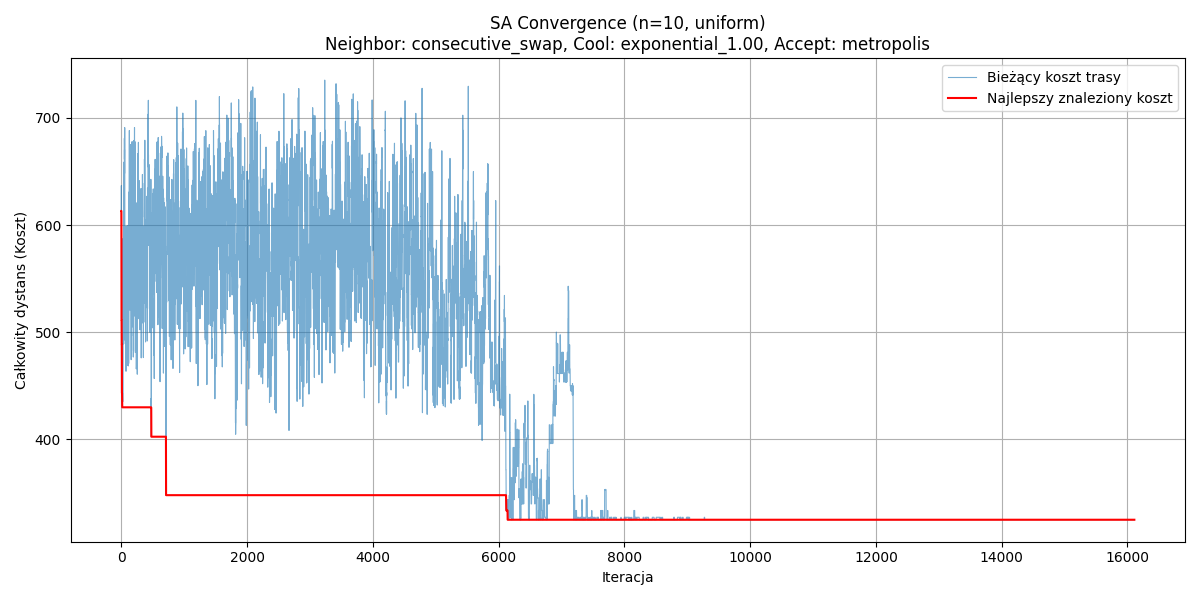 SA Convergence (n=10, uniform)
Neighbor: consecutive_swap, Cool: exponential_1.00, Accept: metropolis
Bieżący koszt trasy
Najlepszy znaleziony koszt
Całkowity dystans (Koszt)
700
600
500
400
0 2000 4000 6000 8000 10000 12000 14000 16000
Iteracja